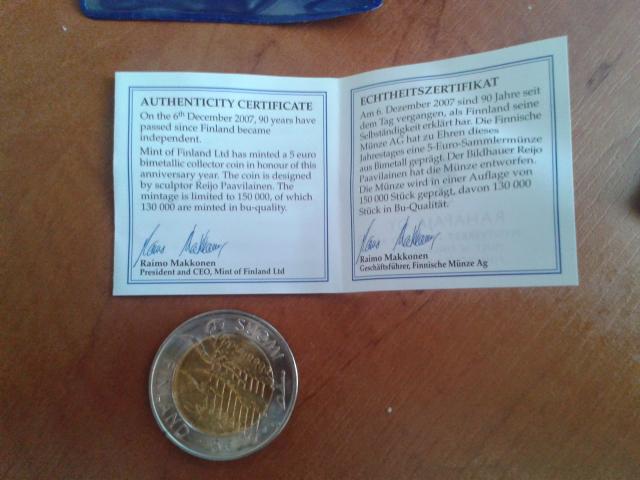 AUTHENTICITY CERTIFICATE
On the 6th December 2007, 90 years have
passed since Finland became
independent.
Mint of Finland Ltd has minted a 5 euro
bimetallic collector coin in honour of this
anniversary year. The coin is designed
by sculptor Reijo Paavilainen. The
mintage is limited to 150 000, of which
130 000 are minted in bu-quality.
Raimo Makkonen
President and CEO, Mint of Finland Ltd
ECHTHEITSZERTIFIKAT
Am 6. Dezember 2007 sind 90 Jahre seit
dem Tag vergangen, als Finnland seine
Selbständigkeit erklärt har. Die Finnische
Münze AG hat zu Ehren dieses
Jahrestages eine 5-Euro-Sammlermünze
aus Bimetall geprägt. Der Bildhauer Reijo
Paavilainen hat die Münze entworfen.
Die Münze wird in einer Auflage von
150 000 Stück geprägt, davon 130 000
Stück in Bu-Qualität.
Raimo Makkonen
Geschäftsführer, Finnische Münze Ag
SUOMI